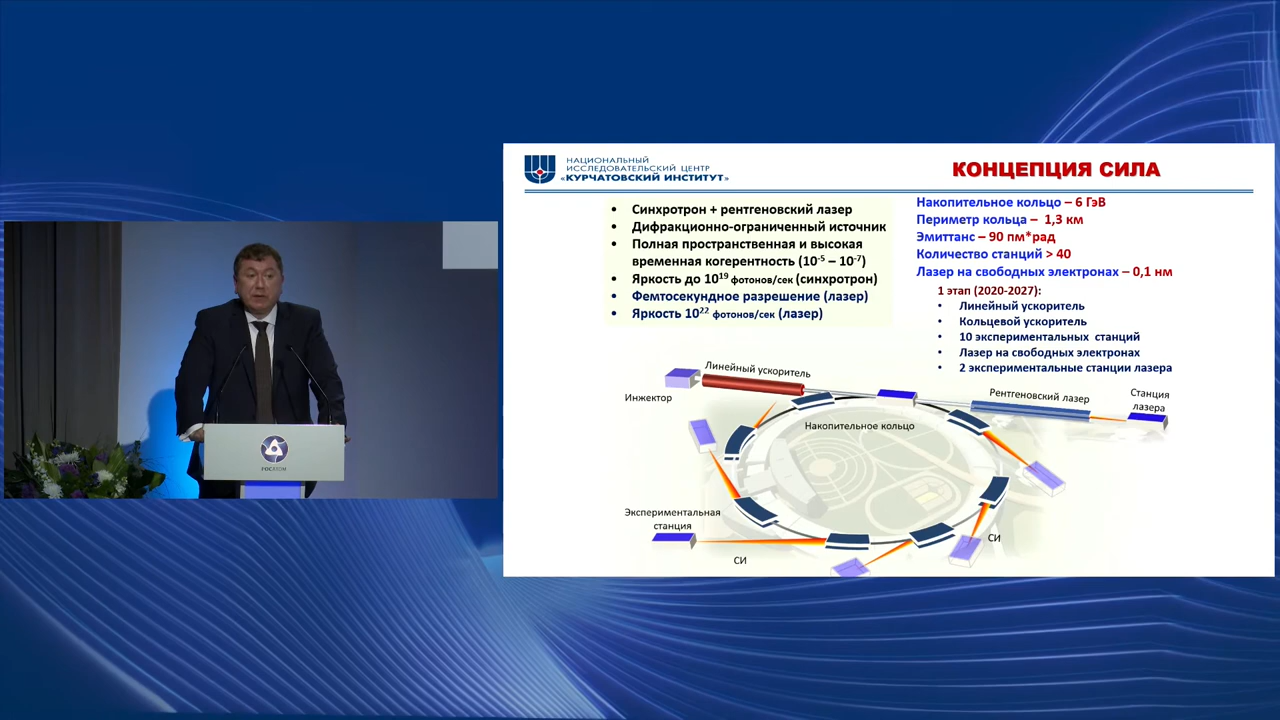 НАЦИОНАЛЬНЫЙ
ИССЛЕДОВАТЕЛЬСКИЙ ЦЕНТР
«КУРЧАТОВСКИЙ ИНСТИТУТ»
КОНЦЕПЦИЯ СИЛА
• Синхротрон + рентгеновский лазер
• Дифракционно-ограниченный источник
• Полная пространственная и высокая
временная когерентность (10⁻⁵ – 10⁻⁷)
• Яркость до 10¹⁹ фотонов/сек (синхротрон)
• Фемтосекундное разрешение (лазер)
• Яркость 10²² фотонов/сек (лазер)
Накопительное кольцо – 6 ГэВ
Периметр кольца – 1,3 км
Эмиттанс – 90 пм*рад
Количество станций > 40
Лазер на свободных электронах – 0,1 нм
1 этап (2020-2027):
• Линейный ускоритель
• Кольцевой ускоритель
• 10 экспериментальных станций
• Лазер на свободных электронах
• 2 экспериментальные станции лазера
Линейный ускоритель
Инжектор
Рентгеновский лазер
Станция
лазера
Накопительное кольцо
Экспериментальная
станция
СИ
СИ
РОСАТОМ